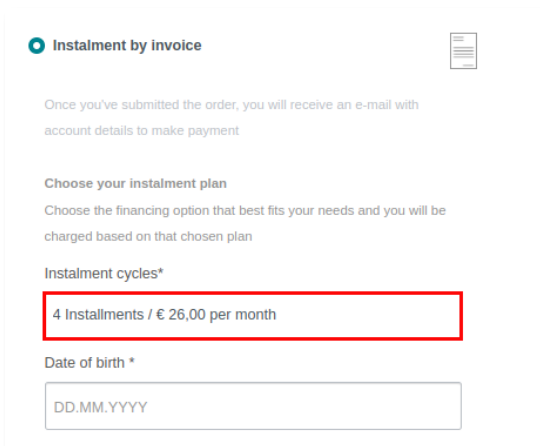 Instalment by invoice
Once you've submitted the order, you will receive an e-mail with
account details to make payment
Choose your instalment plan
Choose the financing option that best fits your needs and you will be
charged based on that chosen plan
Instalment cycles*
4 Installments / € 26,00 per month
Date of birth *
DD.MM.YYYY